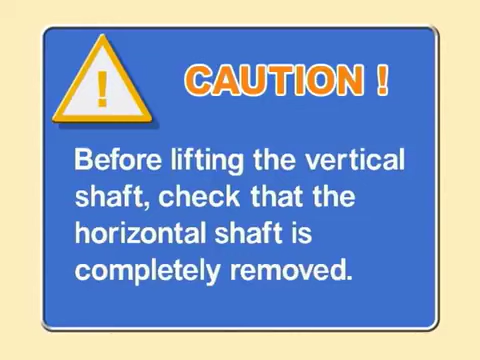 !
CAUTION !
Before lifting the vertical
shaft, check that the
horizontal shaft is
completely removed.